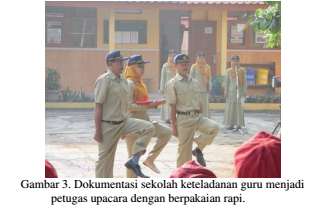 Gambar 3. Dokumentasi sekolah keteladanan guru menjadi
petugas upacara dengan berpakaian rapi.